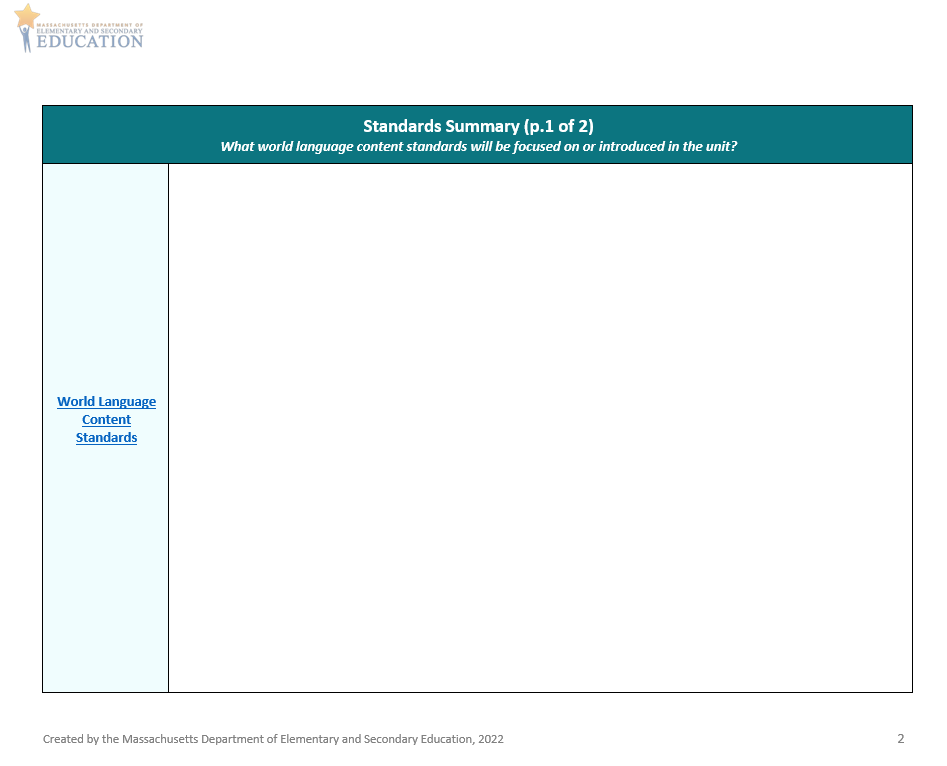 MASSACHUSETTS DEPARTMENT OF
ELEMENTARY AND SECONDARY
EDUCATION
Standards Summary (p.1 of 2)
What world language content standards will be focused on or introduced in the unit?
World Language
Content
Standards
Created by the Massachusetts Department of Elementary and Secondary Education, 2022
2